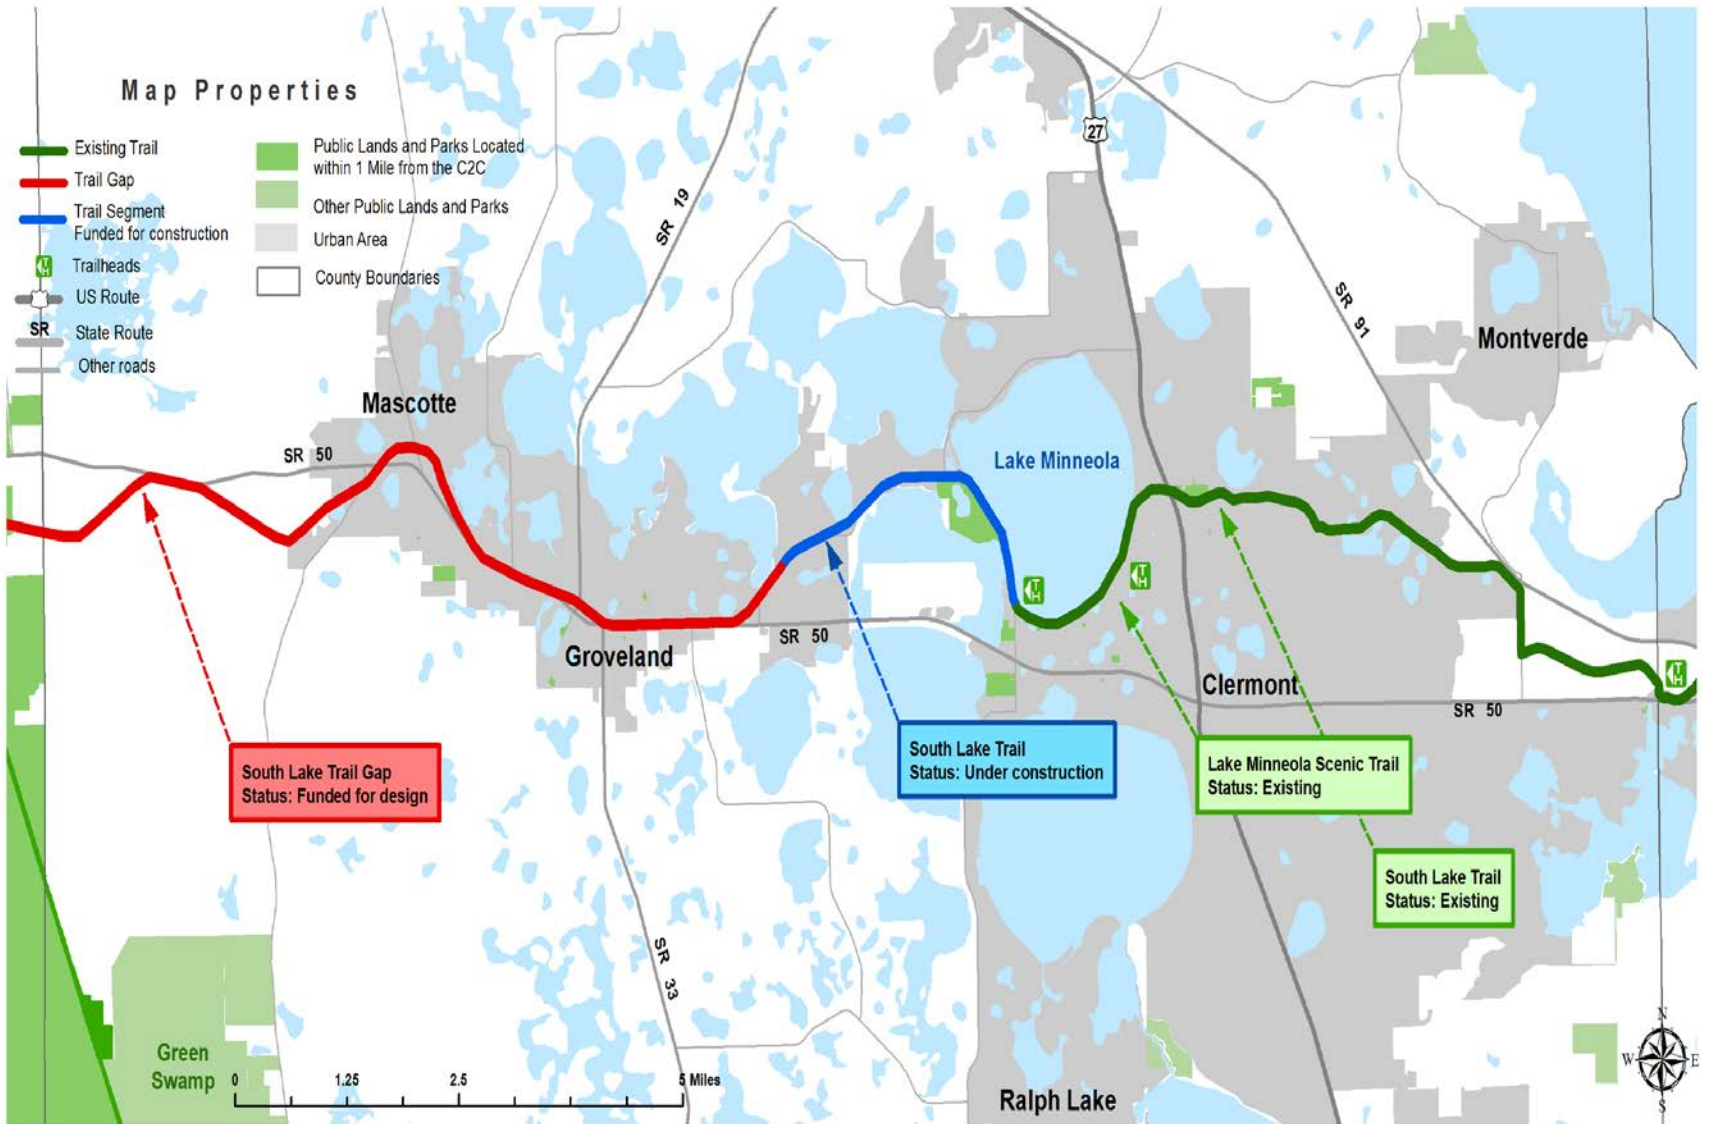 Map Properties
Existing Trail
Trail Gap
Trail Segment
Funded for construction
TH
Trailheads
US Route
SR
State Route
Other roads
Public Lands and Parks Located
within 1 Mile from the C2C
Other Public Lands and Parks
Urban Area
County Boundaries
27
SR 19
SR 91
Montverde
Mascotte
SR 50
Lake Minneola
TH
TH
SR 50
Groveland
TH
Clermont
SR 50
South Lake Trail Gap
Status: Funded for design
South Lake Trail
Status: Under construction
Lake Minneola Scenic Trail
Status: Existing
South Lake Trail
Status: Existing
SR 33
Green
Swamp
0 1.25 2.5 5 Miles
Ralph Lake
N
W E
S